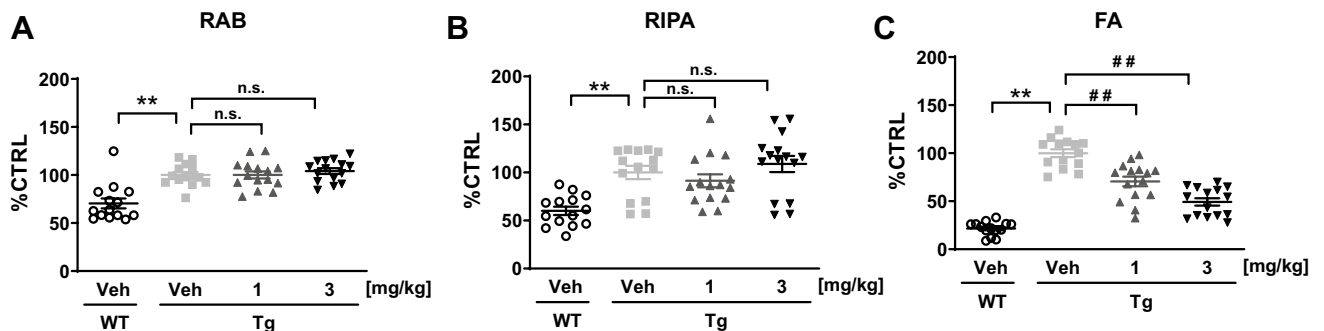 A
RAB
%CTRL
200
150
100
50
0
**
n.s.
n.s.
Veh Veh 1 3 [mg/kg]
WT Tg
B
RIPA
%CTRL
200
150
100
50
0
**
n.s.
n.s.
Veh Veh 1 3 [mg/kg]
WT Tg
C
FA
%CTRL
200
150
100
50
0
**
##
##
Veh Veh 1 3 [mg/kg]
WT Tg